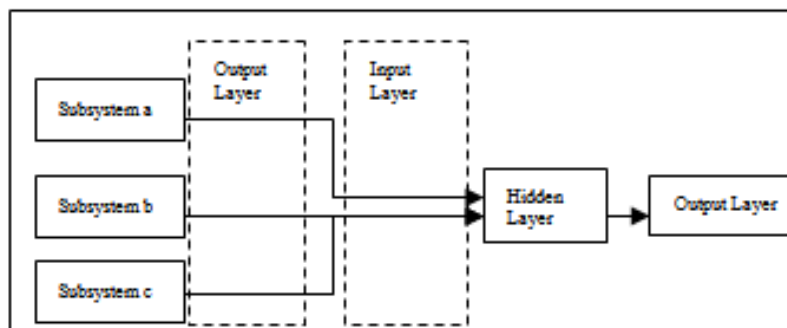 Output
Layer
Input
Layer
Subsystem a
Subsystem b
Hidden
Layer
Output Layer
Subsystem c